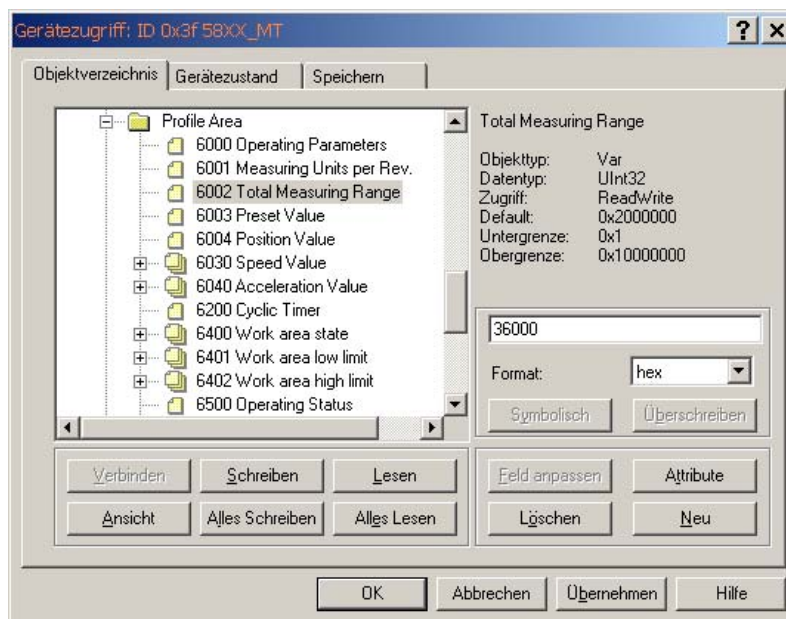 Gerätezugriff: ID 0x3f 58XX_MT
Objektverzeichnis
Gerätezustand
Speichern
Profile Area
6000 Operating Parameters
6001 Measuring Units per Rev.
6002 Total Measuring Range
6003 Preset Value
6004 Position Value
6030 Speed Value
6040 Acceleration Value
6200 Cyclic Timer
6400 Work area state
6401 Work area low limit
6402 Work area high limit
6500 Operating Status
Total Measuring Range
Objekttyp: Var
Datentyp: UInt32
Zugriff: ReadWrite
Default: 0x2000000
Untergrenze: 0x1
Obergrenze: 0x10000000
36000
Format: hex
Symbolisch
Überschreiben
Verbinden
Schreiben
Lesen
Ansicht
Alles Schreiben
Alles Lesen
Feld anpassen
Attribute
Löschen
Neu
OK
Abbrechen
Übernehmen
Hilfe